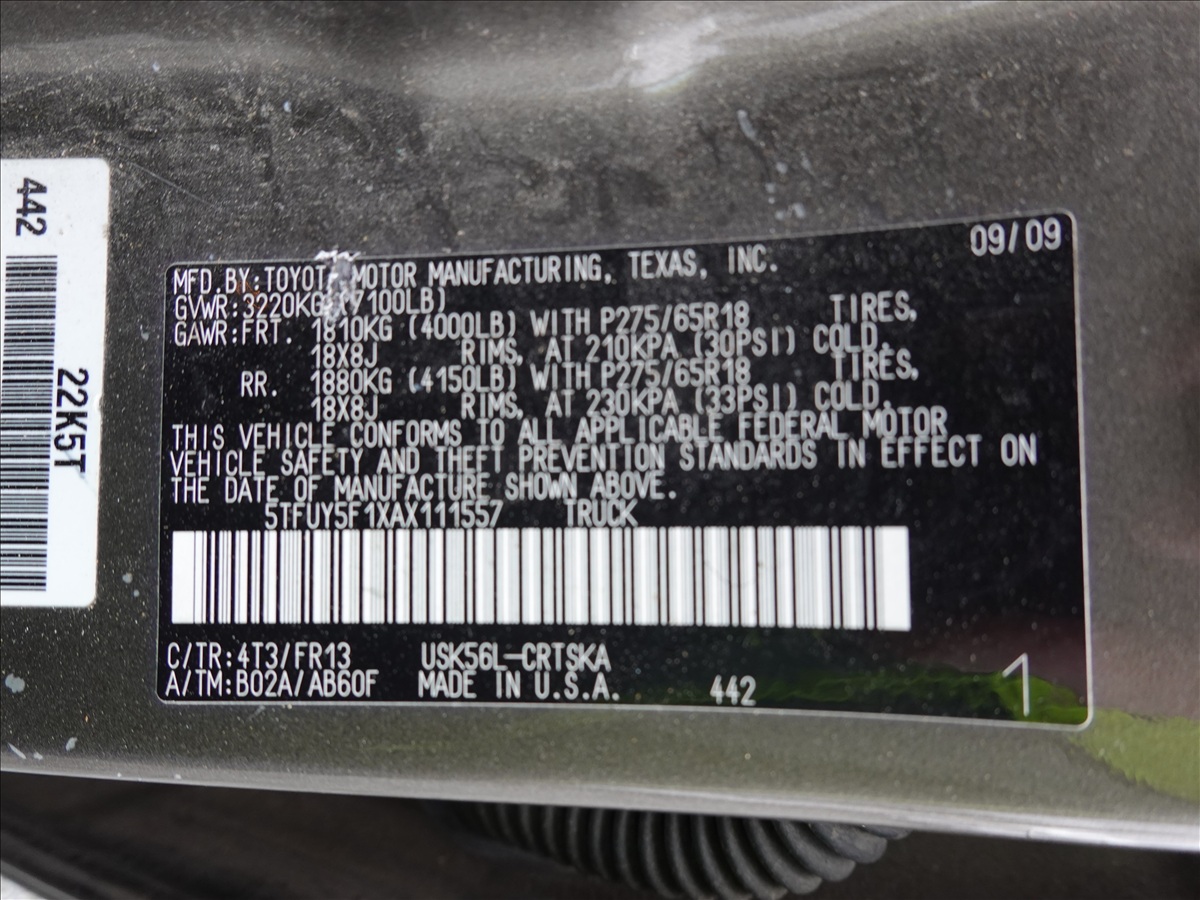 442
22K5T
09/09
MFD.BY:TOYOTA MOTOR MANUFACTURING, TEXAS, INC.
GVWR:3220KG (7100LB)
GAWR:FRT. 1810KG (4000LB) WITH P275/65R18 TIRES,
18X8J RIMS, AT 210KPA (30PSI) COLD.
RR. 1880KG (4150LB) WITH P275/65R18 TIRES,
18X8J RIMS, AT 230KPA (33PSI) COLD.
THIS VEHICLE CONFORMS TO ALL APPLICABLE FEDERAL MOTOR
VEHICLE SAFETY AND THEFT PREVENTION STANDARDS IN EFFECT ON
THE DATE OF MANUFACTURE SHOWN ABOVE.
5TFUY5F1XAX111557 TRUCK
C/TR:4T3/FR13 USK56L-CRTSKA
A/TM:B02A/AB60F MADE IN U.S.A. 442 1